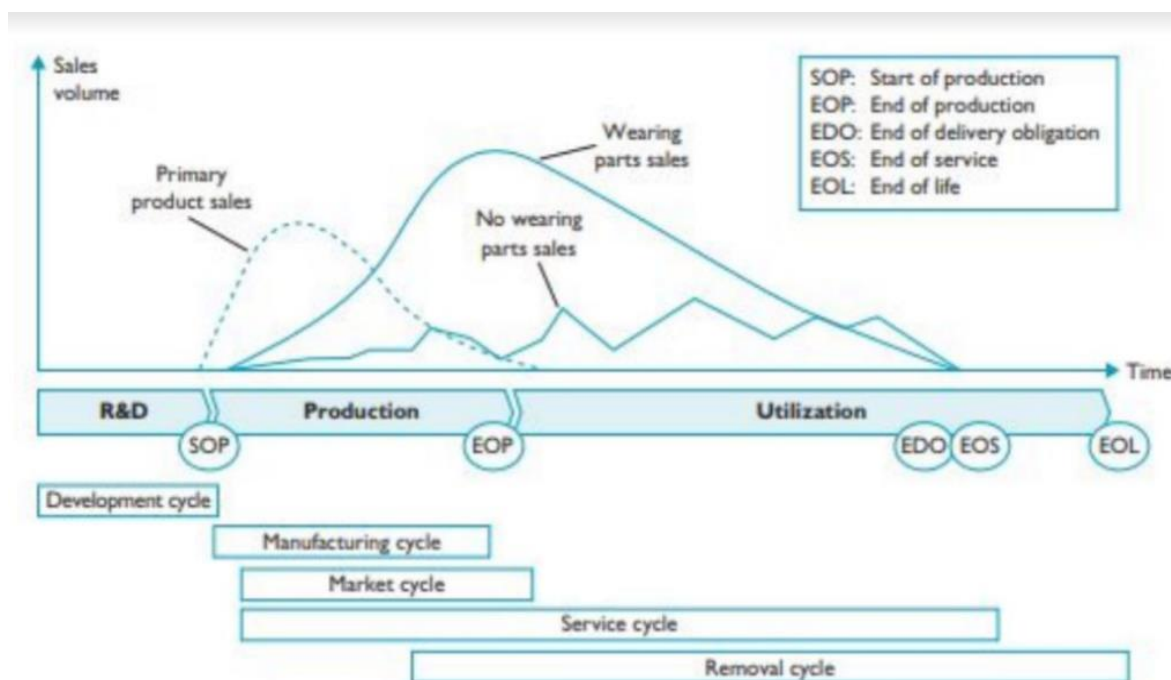 Sales
volume
Primary
product sales
Wearing
parts sales
No wearing
parts sales
SOP: Start of production
EOP: End of production
EDO: End of delivery obligation
EOS: End of service
EOL: End of life
Time
R&D
Production
Utilization
SOP
EOP
EDO
EOS
EOL
Development cycle
Manufacturing cycle
Market cycle
Service cycle
Removal cycle